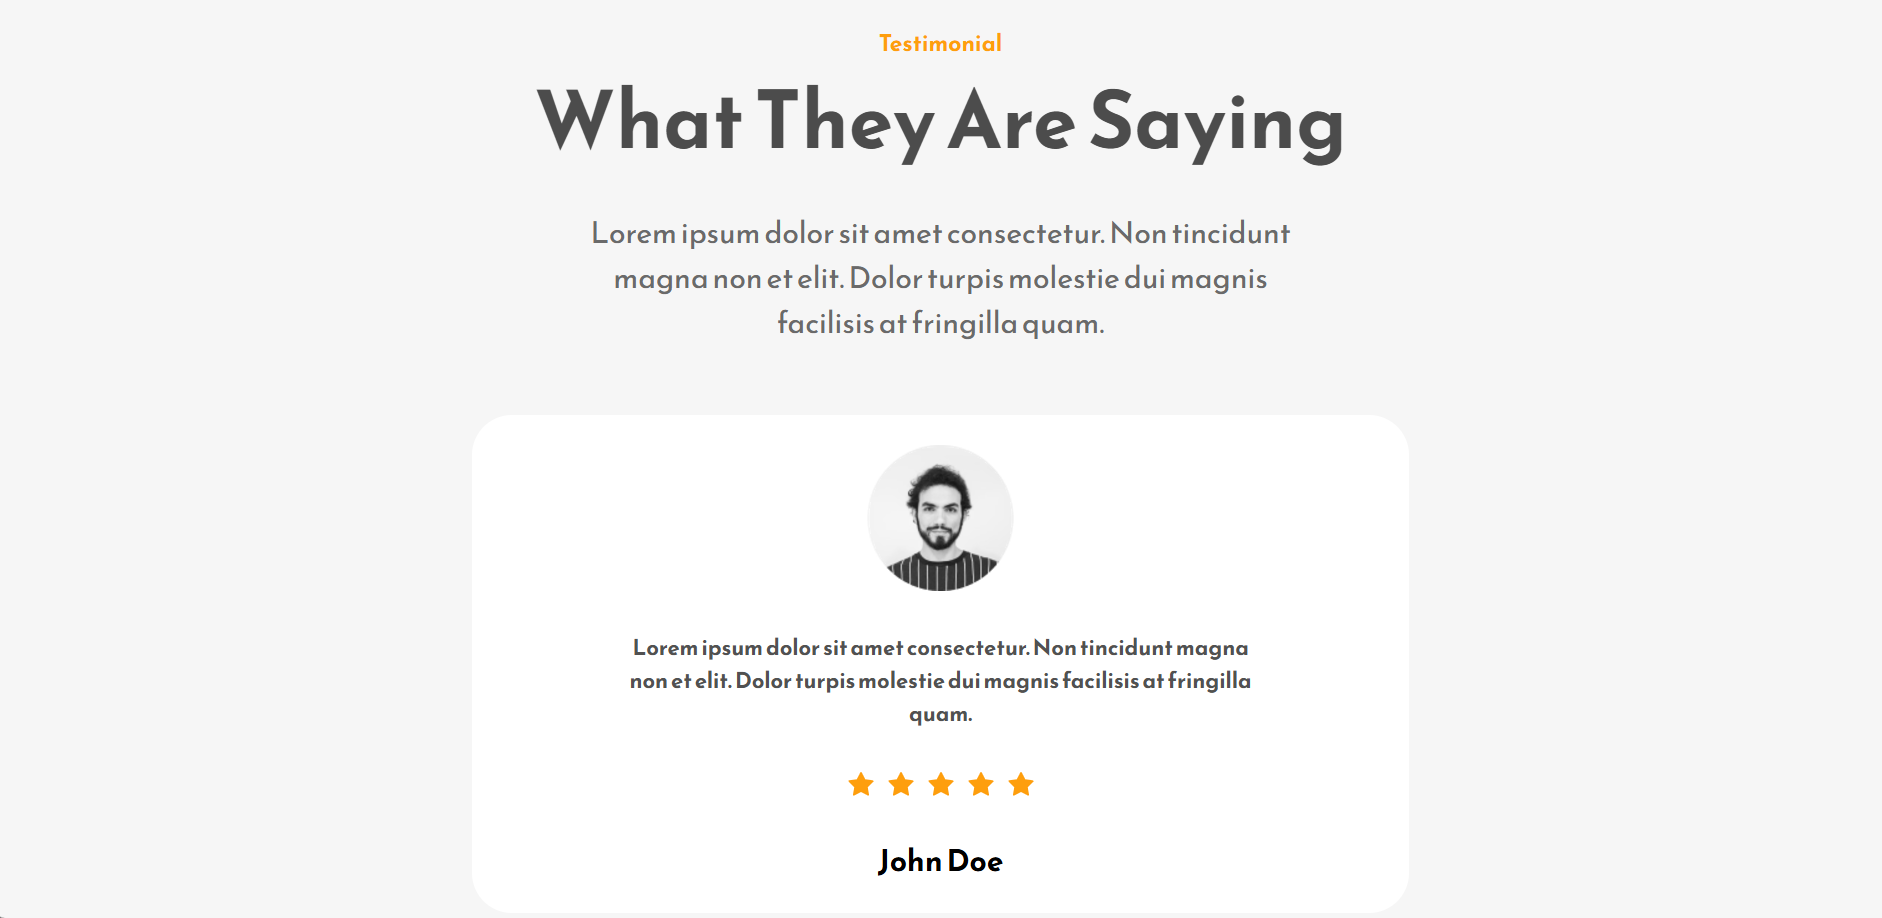 Testimonial
What They Are Saying
Lorem ipsum dolor sit amet consectetur. Non tincidunt
magna non et elit. Dolor turpis molestie dui magnis
facilisis at fringilla quam.
Lorem ipsum dolor sit amet consectetur. Non tincidunt magna
non et elit. Dolor turpis molestie dui magnis facilisis at fringilla
quam.
John Doe